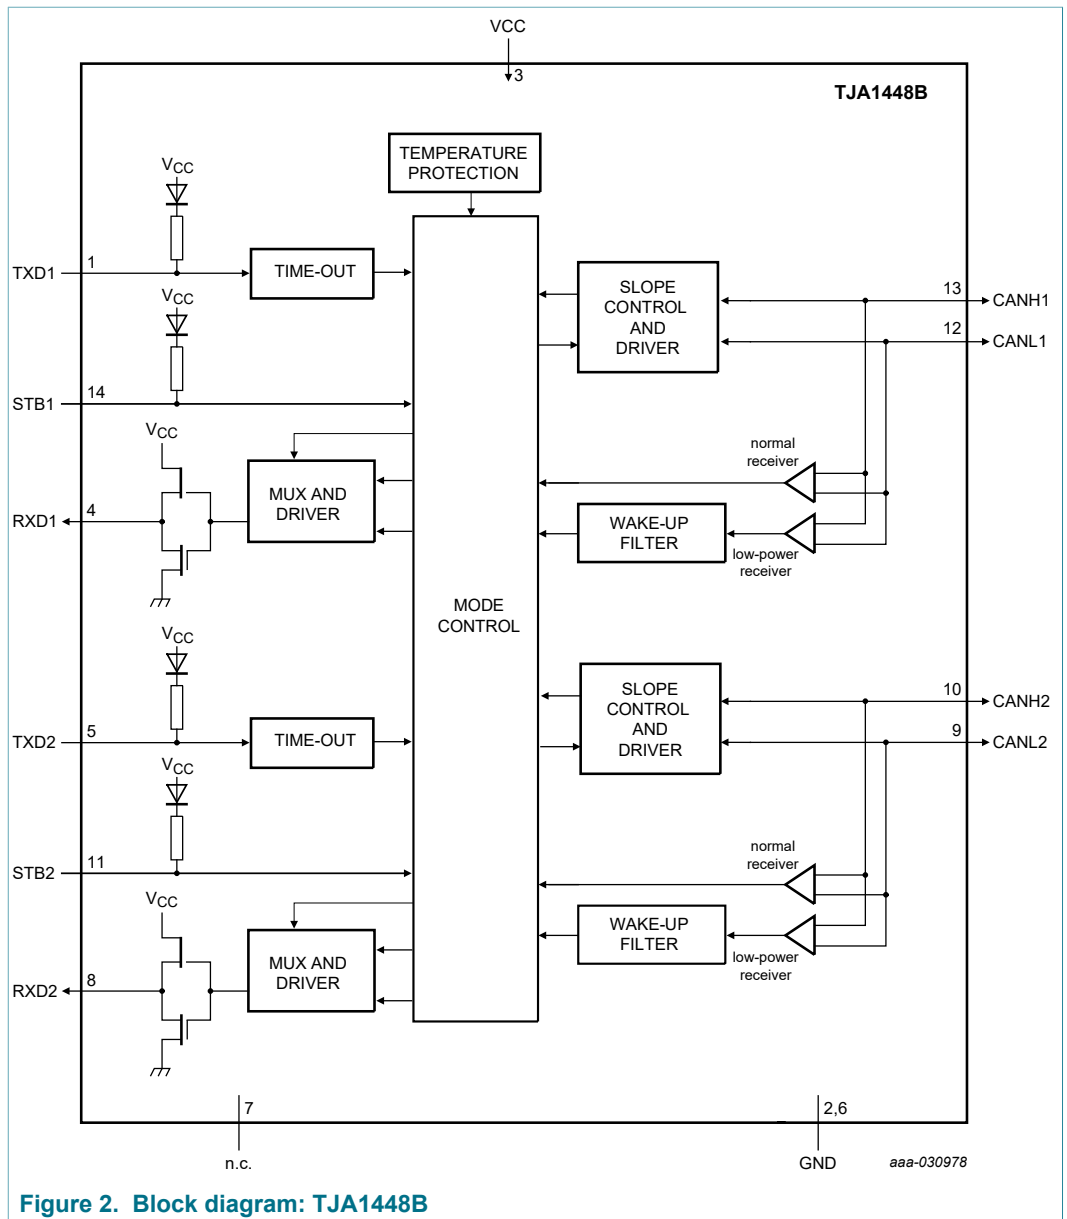 VCC
3
TJA1448B
TEMPERATURE
PROTECTION
VCC
TXD1
1
TIME-OUT
VCC
STB1
14
VCC
MUX AND
DRIVER
RXD1
4
SLOPE
CONTROL
AND
DRIVER
13
CANH1
12
CANL1
normal
receiver
WAKE-UP
FILTER
low-power
receiver
MODE
CONTROL
VCC
TXD2
5
TIME-OUT
VCC
STB2
11
VCC
MUX AND
DRIVER
RXD2
8
SLOPE
CONTROL
AND
DRIVER
10
CANH2
9
CANL2
normal
receiver
WAKE-UP
FILTER
low-power
receiver
7
n.c.
2,6
GND
aaa-030978
Figure 2. Block diagram: TJA1448B